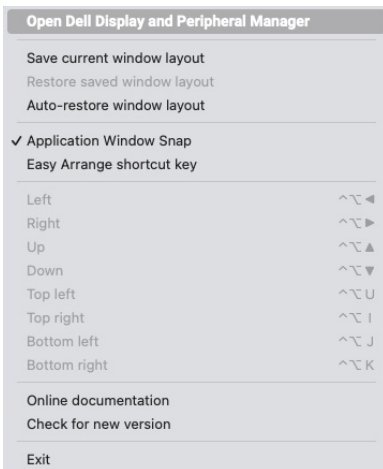 Open Dell Display and Peripheral Manager
Save current window layout
Restore saved window layout
Auto-restore window layout
✓ Application Window Snap
Easy Arrange shortcut key
Left ⌃⌥◀
Right ⌃⌥▶
Up ⌃⌥▲
Down ⌃⌥▼
Top left ⌃⌥U
Top right ⌃⌥I
Bottom left ⌃⌥J
Bottom right ⌃⌥K
Online documentation
Check for new version
Exit